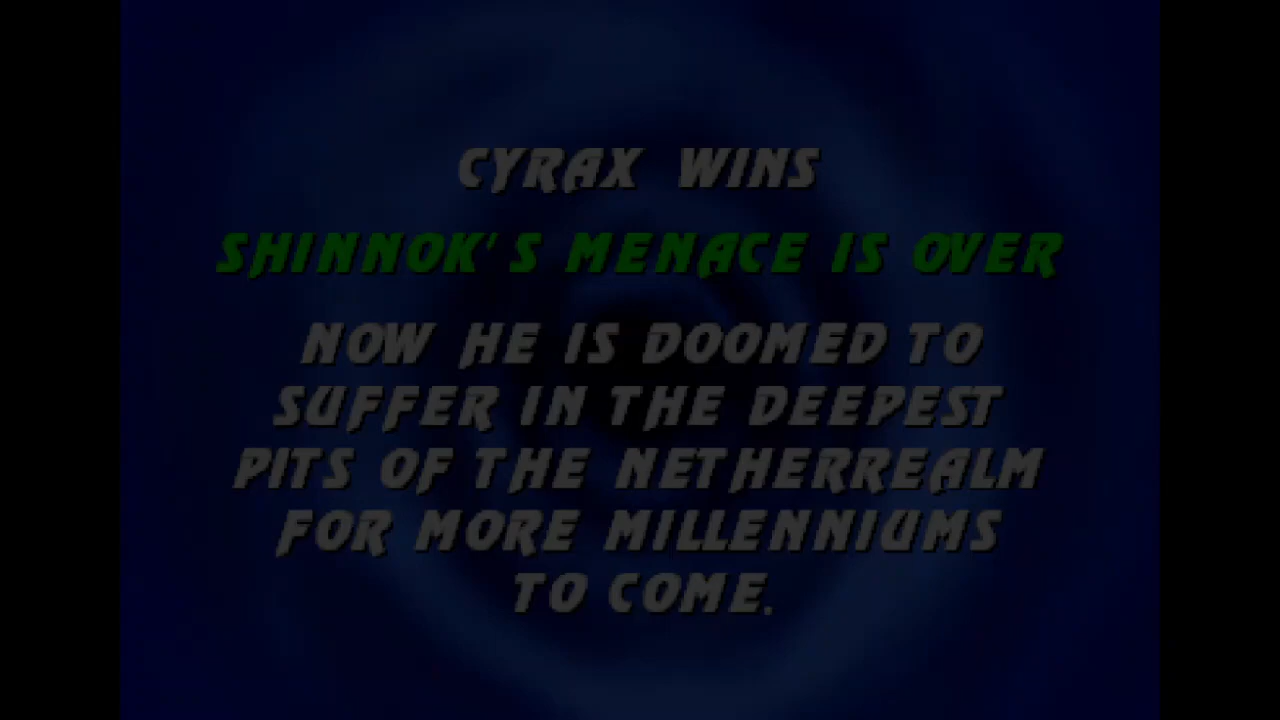 CYRAX WINS
SHINNOK'S MENACE IS OVER
NOW HE IS DOOMED TO
SUFFER IN THE DEEPEST
PITS OF THE NETHERREALM
FOR MORE MILLENNIUMS
TO COME.